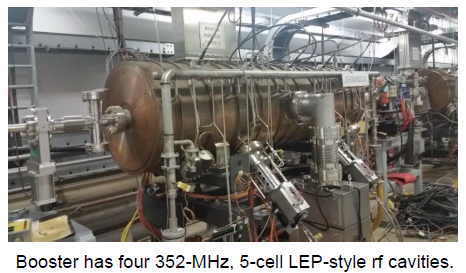 Booster has four 352-MHz, 5-cell LEP-style rf cavities.